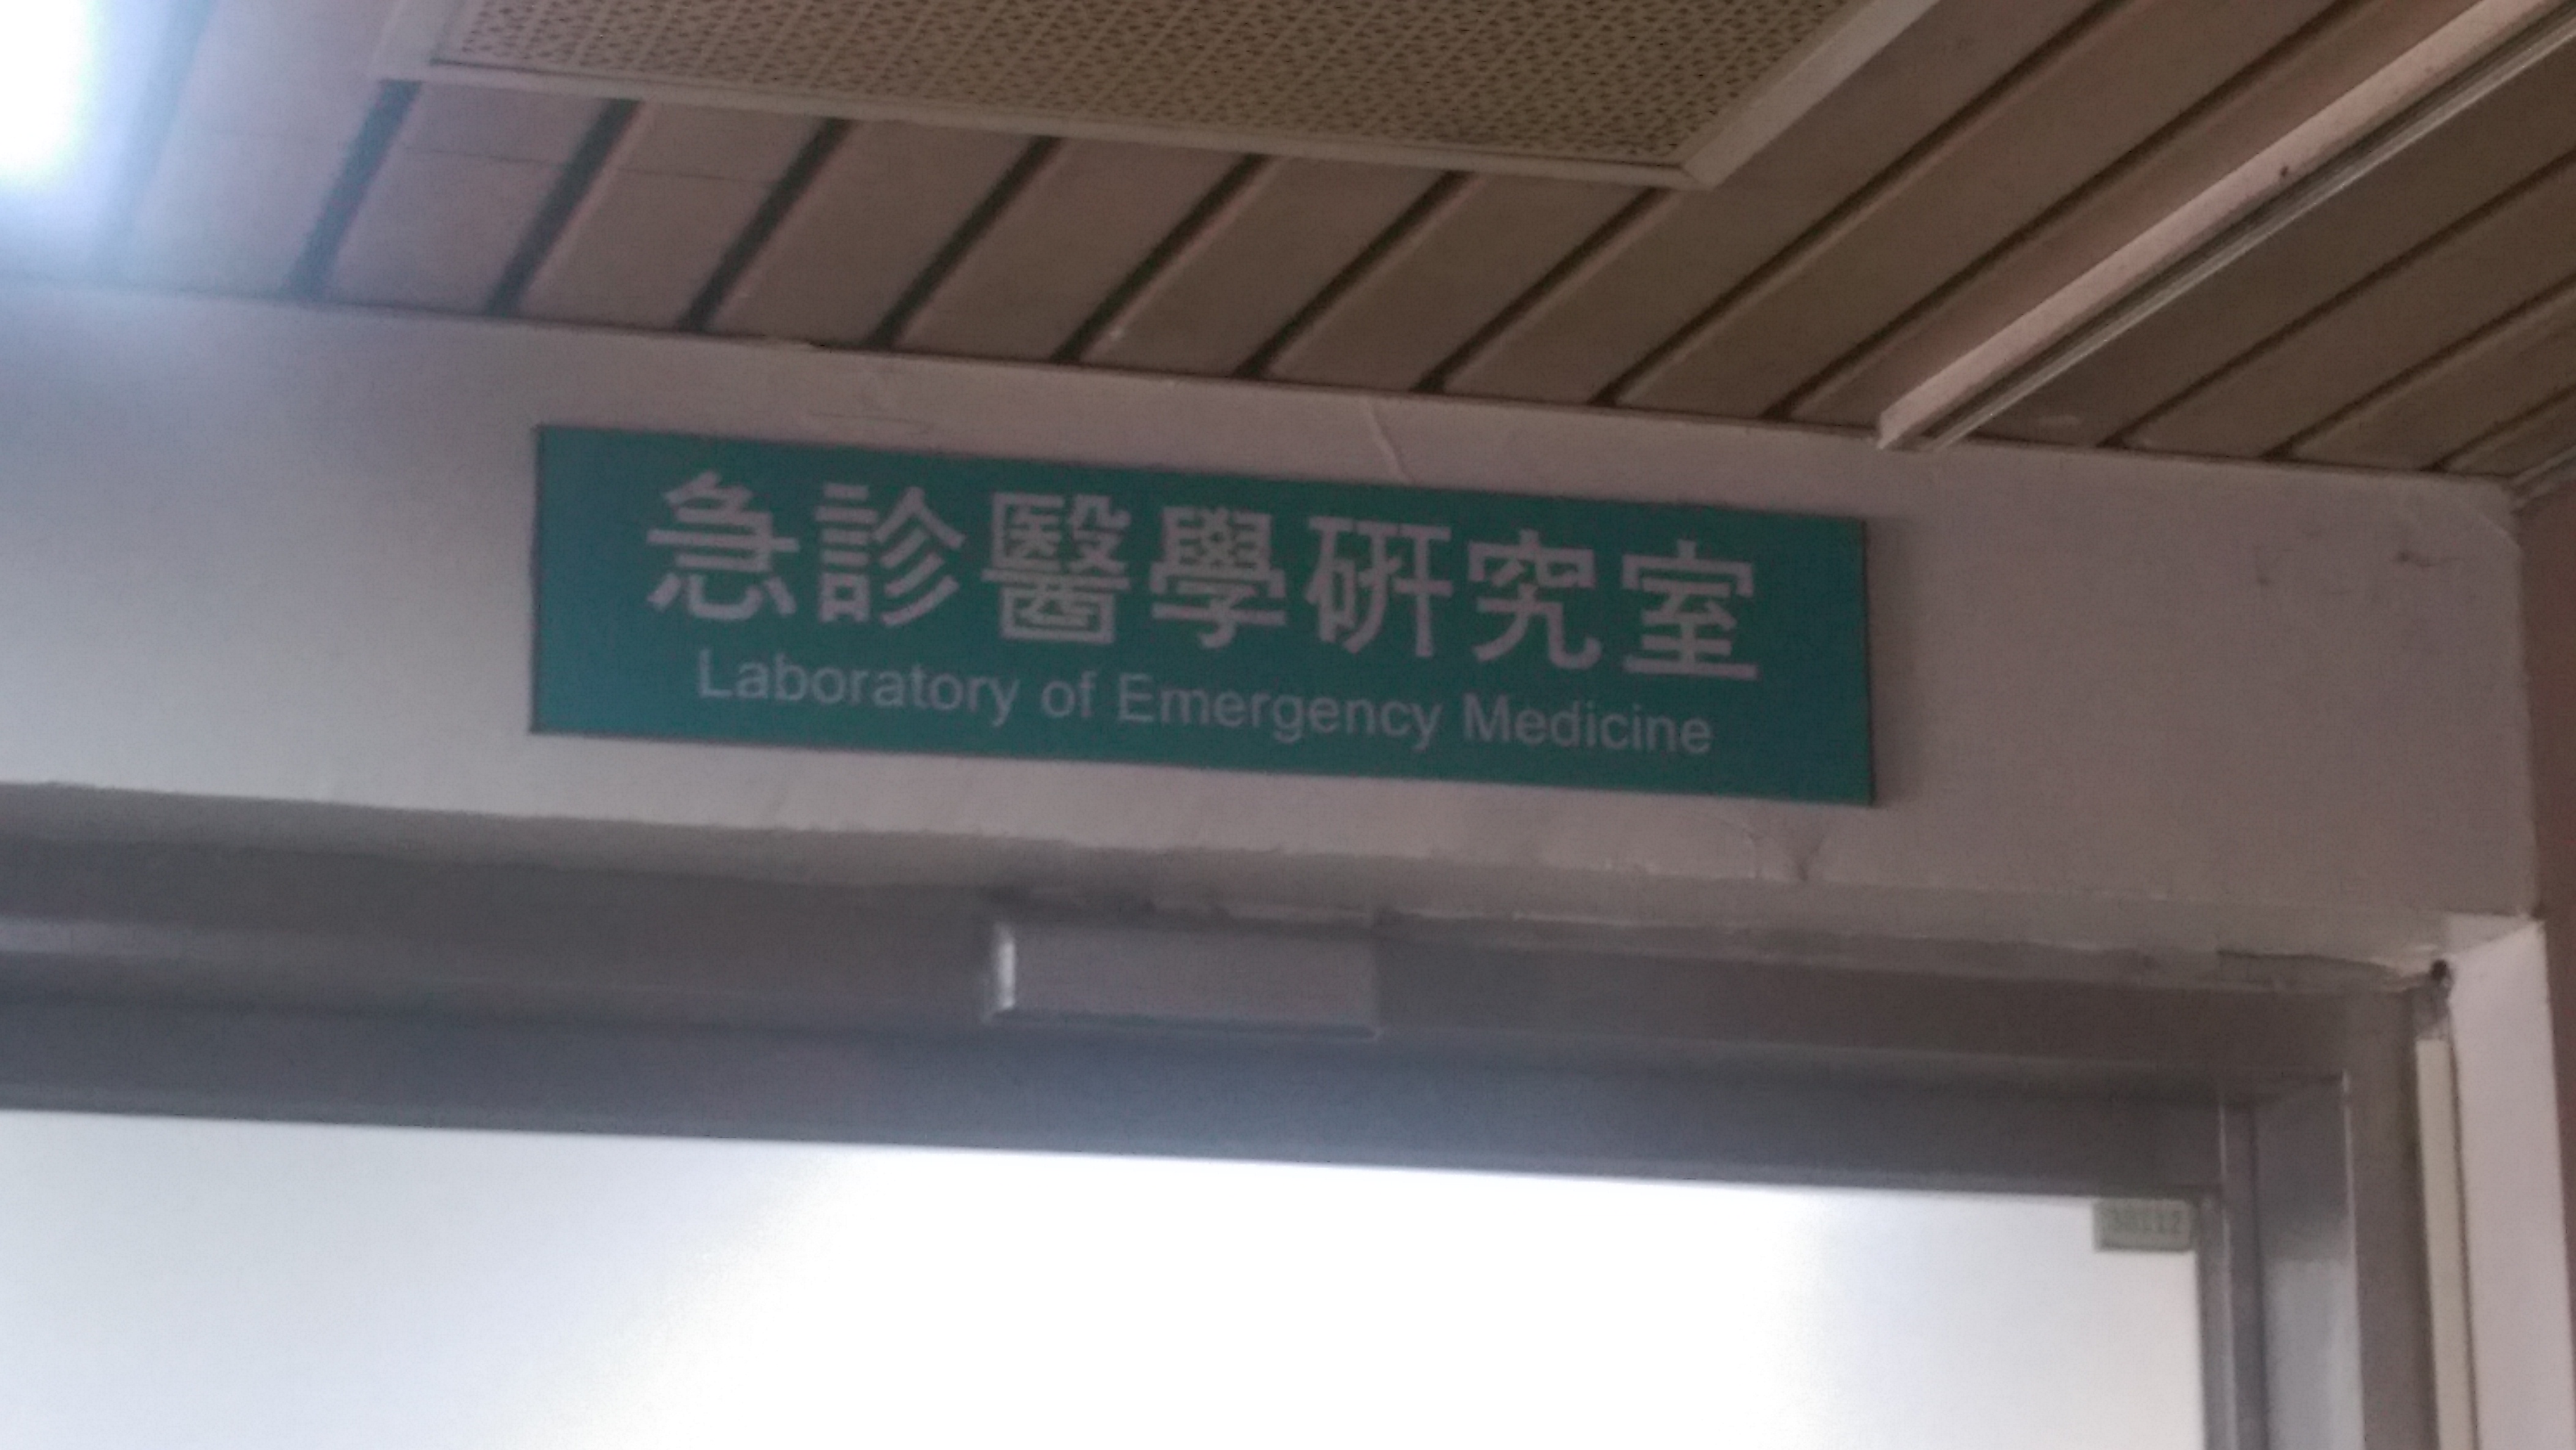 急診醫學研究室
Laboratory of Emergency Medicine